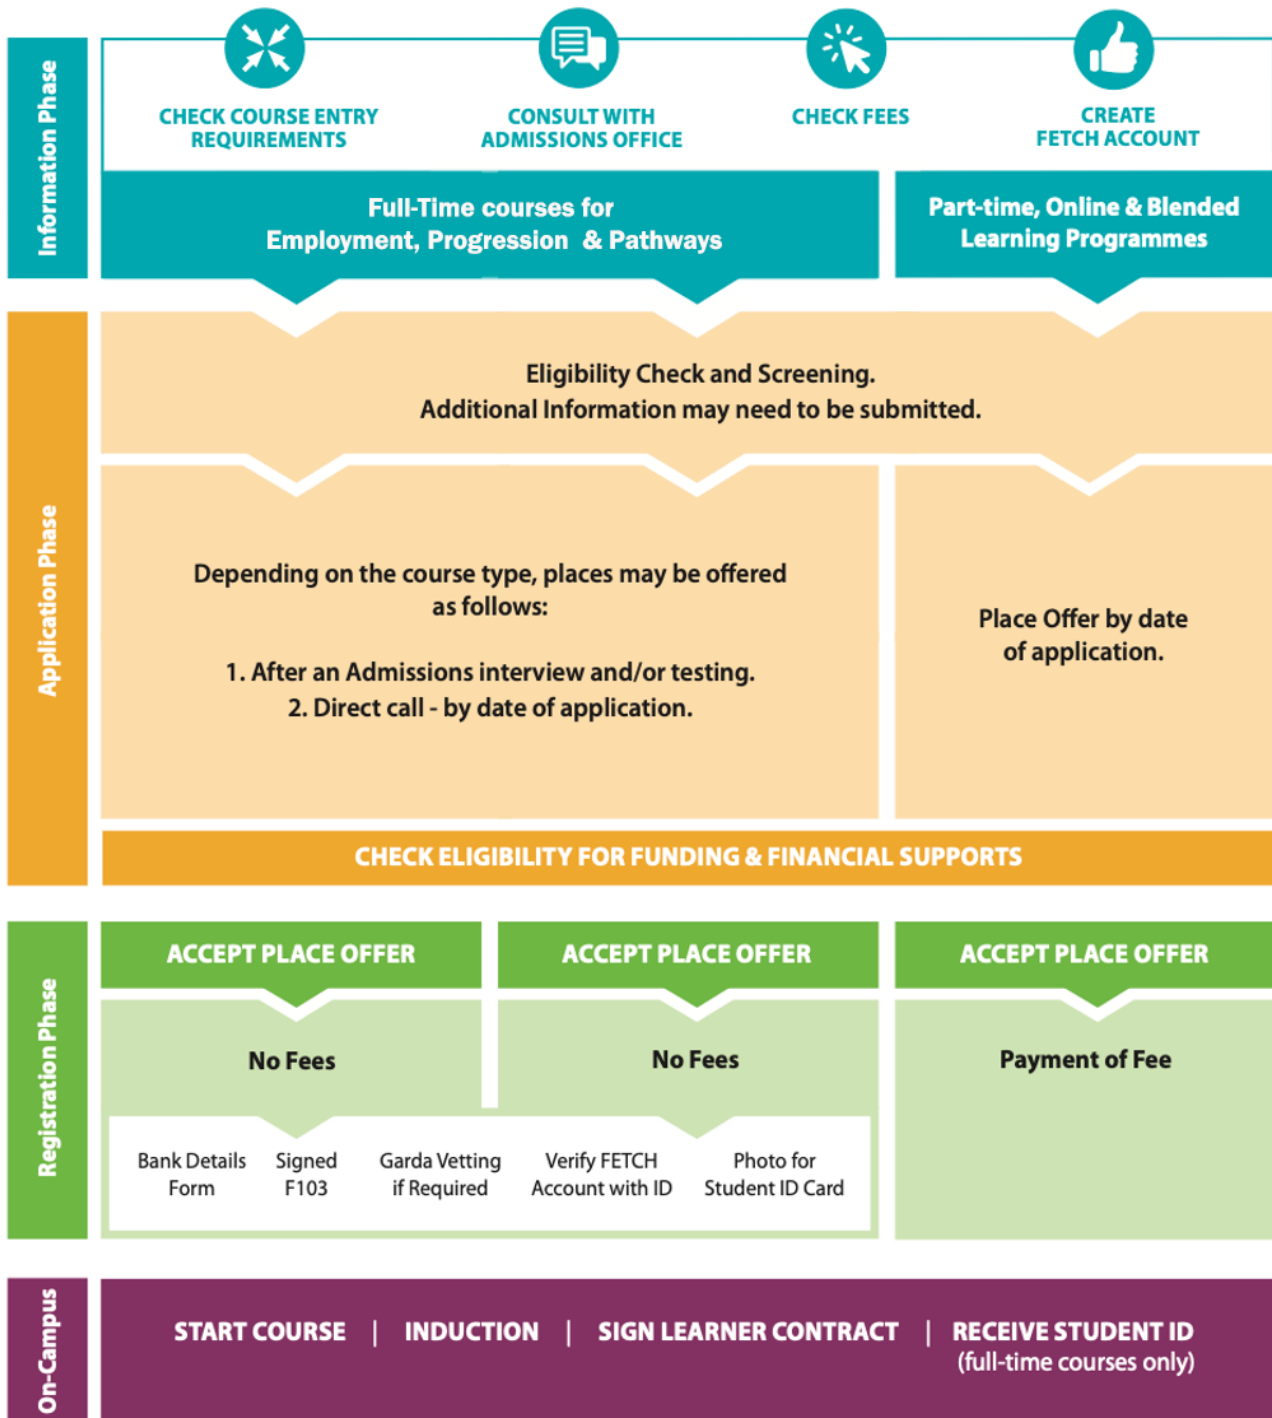 Information Phase
CHECK COURSE ENTRY
REQUIREMENTS
CONSULT WITH
ADMISSIONS OFFICE
CHECK FEES
CREATE
FETCH ACCOUNT
Full-Time courses for
Employment, Progression & Pathways
Part-time, Online & Blended
Learning Programmes
Application Phase
Eligibility Check and Screening.
Additional Information may need to be submitted.
Depending on the course type, places may be offered
as follows:
1. After an Admissions interview and/or testing.
2. Direct call - by date of application.
Place Offer by date
of application.
CHECK ELIGIBILITY FOR FUNDING & FINANCIAL SUPPORTS
Registration Phase
ACCEPT PLACE OFFER
No Fees
ACCEPT PLACE OFFER
No Fees
ACCEPT PLACE OFFER
Payment of Fee
Bank Details
Form
Signed
F103
Garda Vetting
if Required
Verify FETCH
Account with ID
Photo for
Student ID Card
On-Campus
START COURSE | INDUCTION | SIGN LEARNER CONTRACT | RECEIVE STUDENT ID
(full-time courses only)